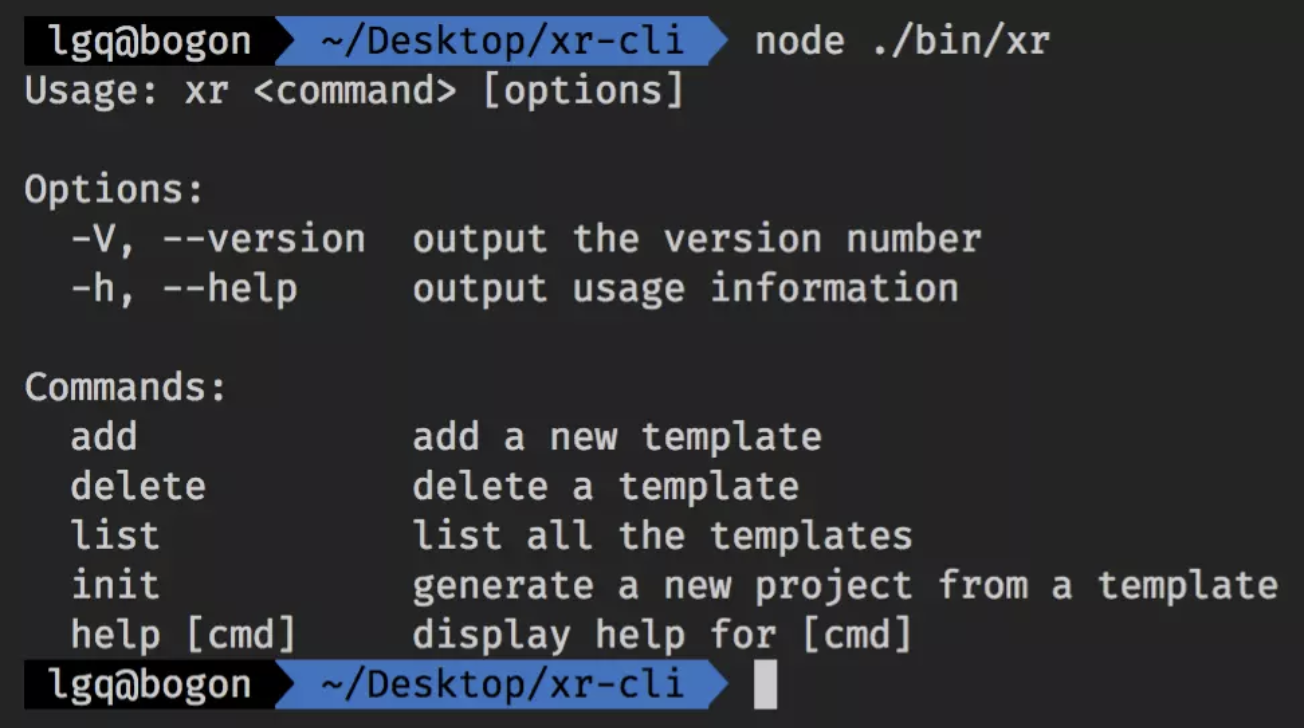 lgq@bogon ~/Desktop/xr-cli node ./bin/xr
Usage: xr <command> [options]
Options:
-V, --version output the version number
-h, --help output usage information
Commands:
add add a new template
delete delete a template
list list all the templates
init generate a new project from a template
help [cmd] display help for [cmd]
lgq@bogon ~/Desktop/xr-cli